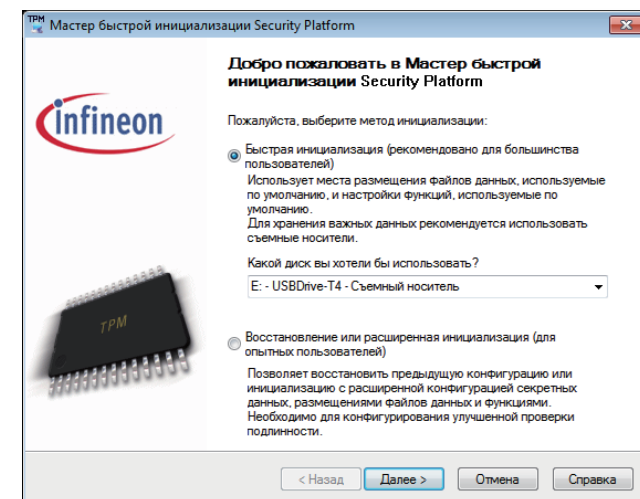 TPM
Мастер быстрой инициализации Security Platform
Добро пожаловать в Мастер быстрой
инициализации Security Platform
infineon
Пожалуйста, выберите метод инициализации:
Быстрая инициализация (рекомендовано для большинства
пользователей)
Использует места размещения файлов данных, используемые
по умолчанию, и настройки функций, используемые по
умолчанию.
Для хранения важных данных рекомендуется использовать
съемные носители.
Какой диск вы хотели бы использовать?
E: - USBDrive-T4 - Съемный носитель
TPM
Восстановление или расширенная инициализация (для
опытных пользователей)
Позволяет восстановить предыдущую конфигурацию или
инициализацию с расширенной конфигурацией секретных
данных, размещениями файлов данных и функциями.
Необходимо для конфигурирования улучшенной проверки
подлинности.
< Назад
Далее >
Отмена
Справка